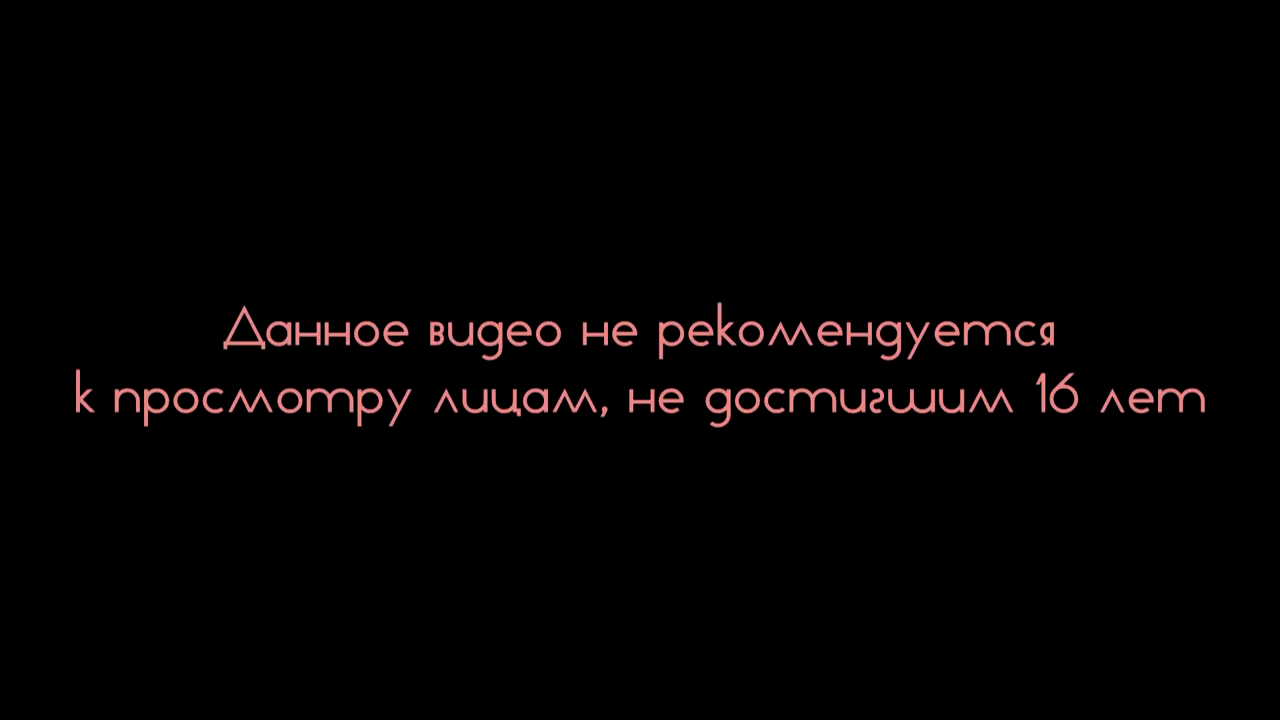 Данное видео не рекомендуется
к просмотру лицам, не достигшим 16 лет